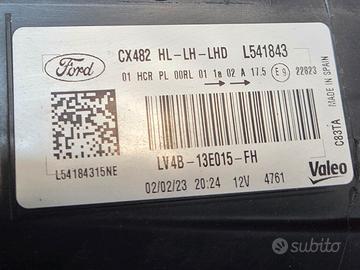 Ford
CX482 HL-LH-LHD L541843
01 HCR PL 00RL 01 1a 02 A 17.5 E9 22823
MADE IN SPAIN
C83TA
L54184315NE
LV4B-13E015-FH
02/02/23 20:24 12V 4761
Valeo
subito